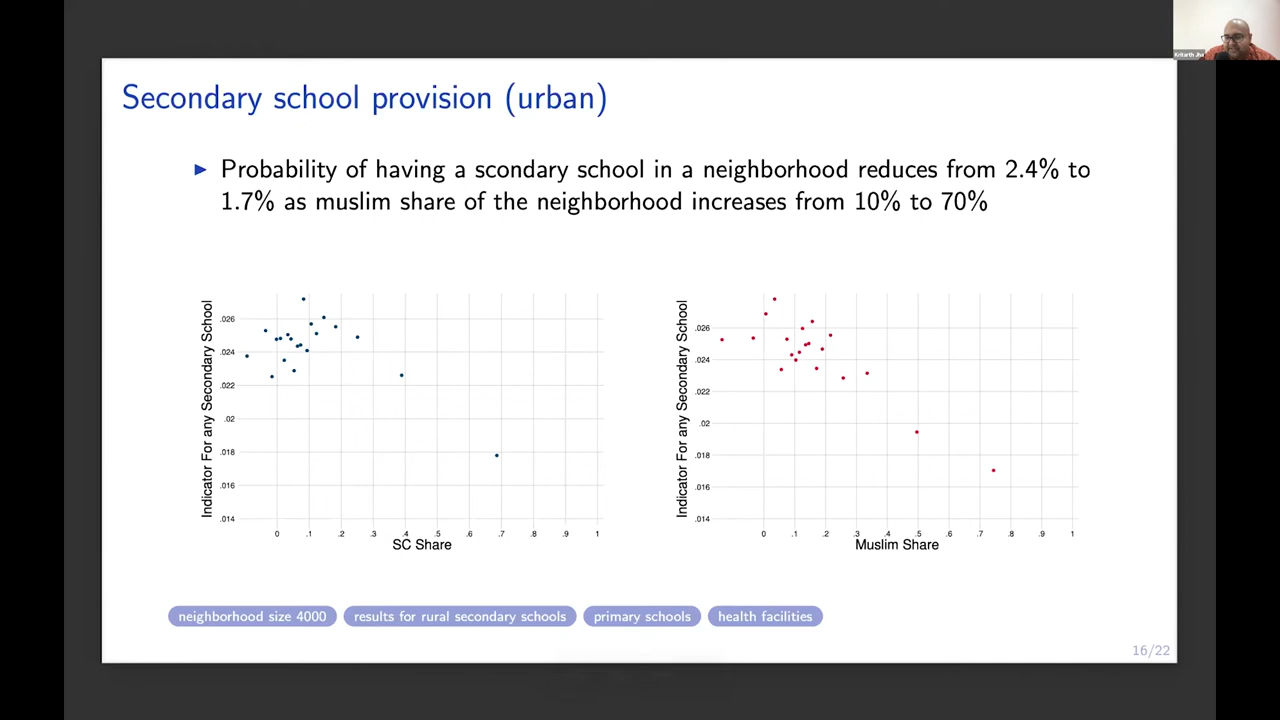 Kritarth Jha
Secondary school provision (urban)
Probability of having a scondary school in a neighborhood reduces from 2.4% to
1.7% as muslim share of the neighborhood increases from 10% to 70%
Indicator For any Secondary School
.026
.024
.022
.02
.018
.016
.014
0 .1 .2 .3 .4 .5 .6 .7 .8 .9 1
SC Share
Indicator For any Secondary School
.026
.024
.022
.02
.018
.016
.014
0 .1 .2 .3 .4 .5 .6 .7 .8 .9 1
Muslim Share
neighborhood size 4000 results for rural secondary schools primary schools health facilities
16/22